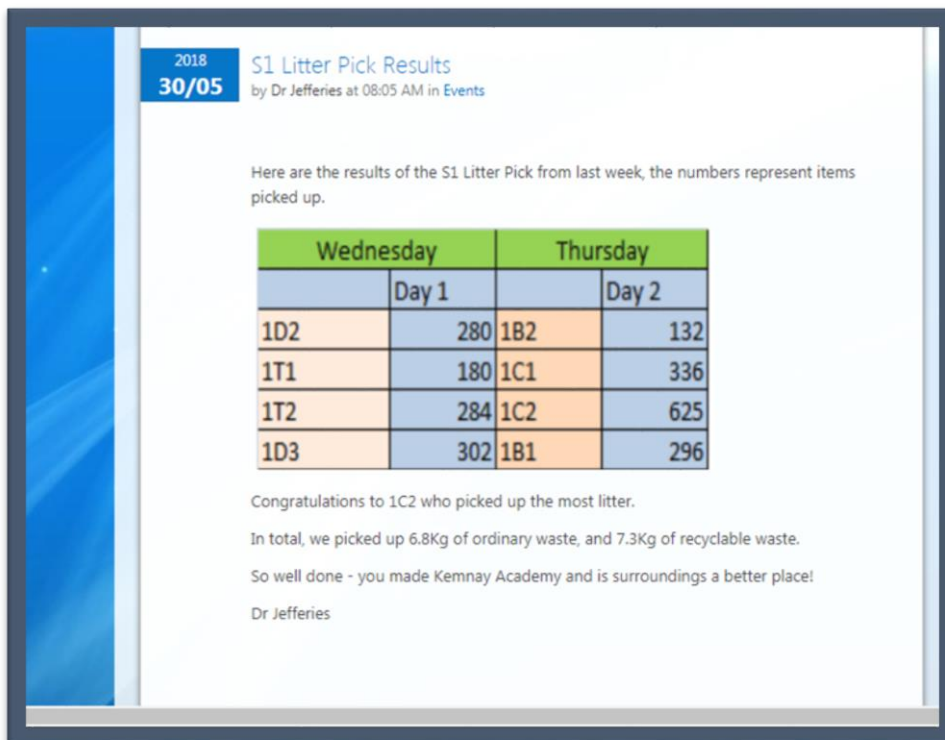 2018
30/05
S1 Litter Pick Results
by Dr Jefferies at 08:05 AM in Events
Here are the results of the S1 Litter Pick from last week, the numbers represent items
picked up.
Wednesday Thursday
Day 1 Day 2
1D2 280 1B2 132
1T1 180 1C1 336
1T2 284 1C2 625
1D3 302 1B1 296
Congratulations to 1C2 who picked up the most litter.
In total, we picked up 6.8Kg of ordinary waste, and 7.3Kg of recyclable waste.
So well done - you made Kemnay Academy and is surroundings a better place!
Dr Jefferies